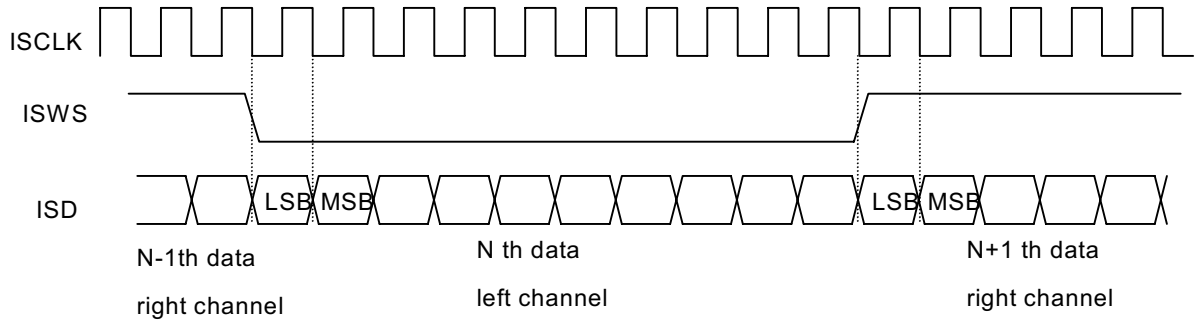 ISCLK
ISWS
ISD
LSB MSB
LSB MSB
N-1th data
right channel
N th data
left channel
N+1 th data
right channel